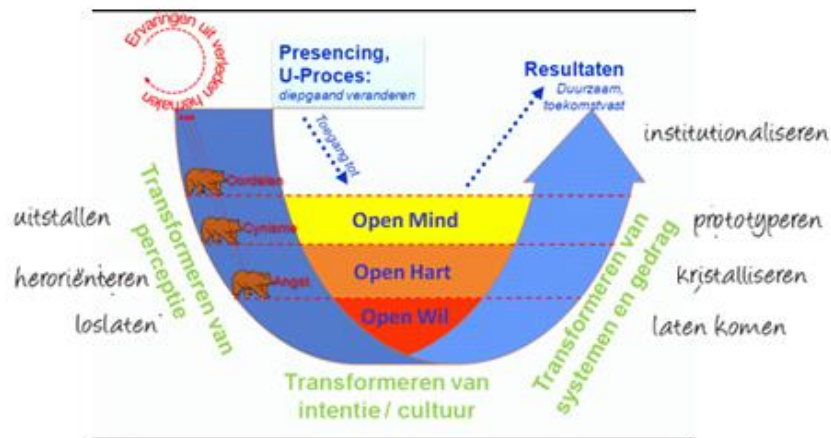 Ervaringen uit verleden herhalen
Presencing,
U-Proces:
diepgaand veranderen
Toegang tot
Resultaten
Duurzaam,
toekomstvast
institutionaliseren
Oordelen
Open Mind
uitstallen
Cynisme
prototyperen
heroriënteren
Angst
Open Hart
kristalliseren
loslaten
Open Wil
laten komen
Transformeren van
perceptie
Transformeren van
intentie / cultuur
Transformeren van
systemen en gedrag